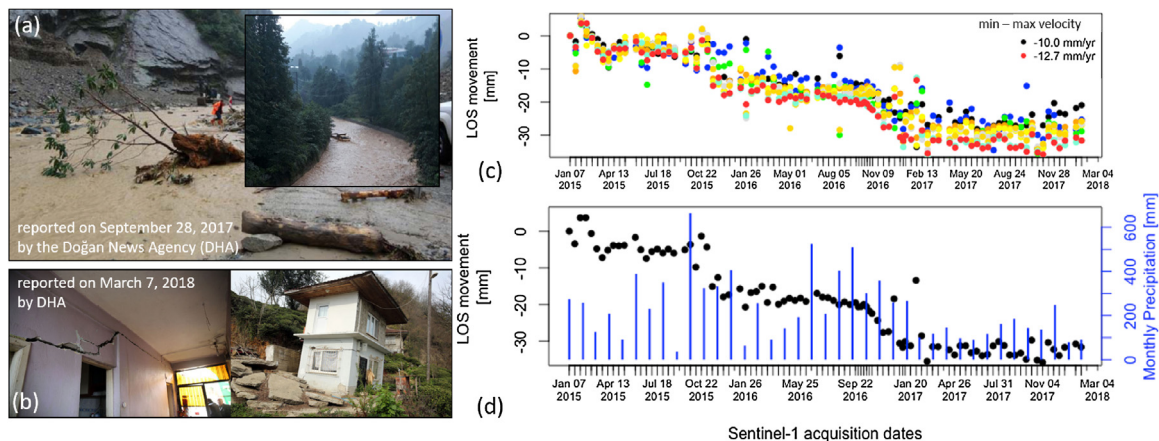 (a)
reported on September 28, 2017
by the Doğan News Agency (DHA)
reported on March 7, 2018
by DHA
(b)
LOS movement
[mm]
0
-10
-20
-30
min – max velocity
-10.0 mm/yr
-12.7 mm/yr
Jan 07 Apr 13 Jul 18 Oct 22 Jan 26 May 01 Aug 05 Nov 09 Feb 13 May 20 Aug 24 Nov 28 Mar 04
2015 2015 2015 2015 2016 2016 2016 2016 2017 2017 2017 2017 2018
(c)
LOS movement
[mm]
0
-10
-20
-30
600
400
200
0
Monthly Precipitation [mm]
Jan 07 Apr 13 Jul 18 Oct 22 Jan 26 May 25 Sep 22 Jan 20 Apr 26 Jul 31 Nov 04 Mar 04
2015 2015 2015 2015 2016 2016 2016 2017 2017 2017 2017 2018
(d)
Sentinel-1 acquisition dates